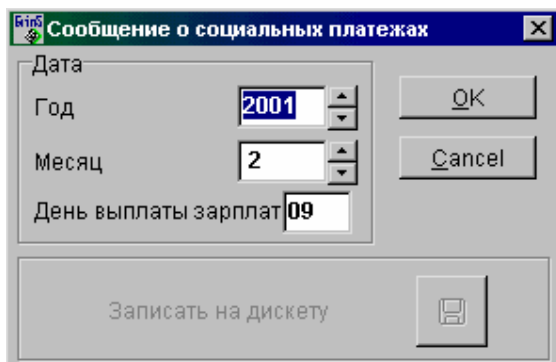 Сообщение о социальных платежах
Дата
Год 2001
OK
Месяц 2
Cancel
День выплаты зарплат 09
Записать на дискету